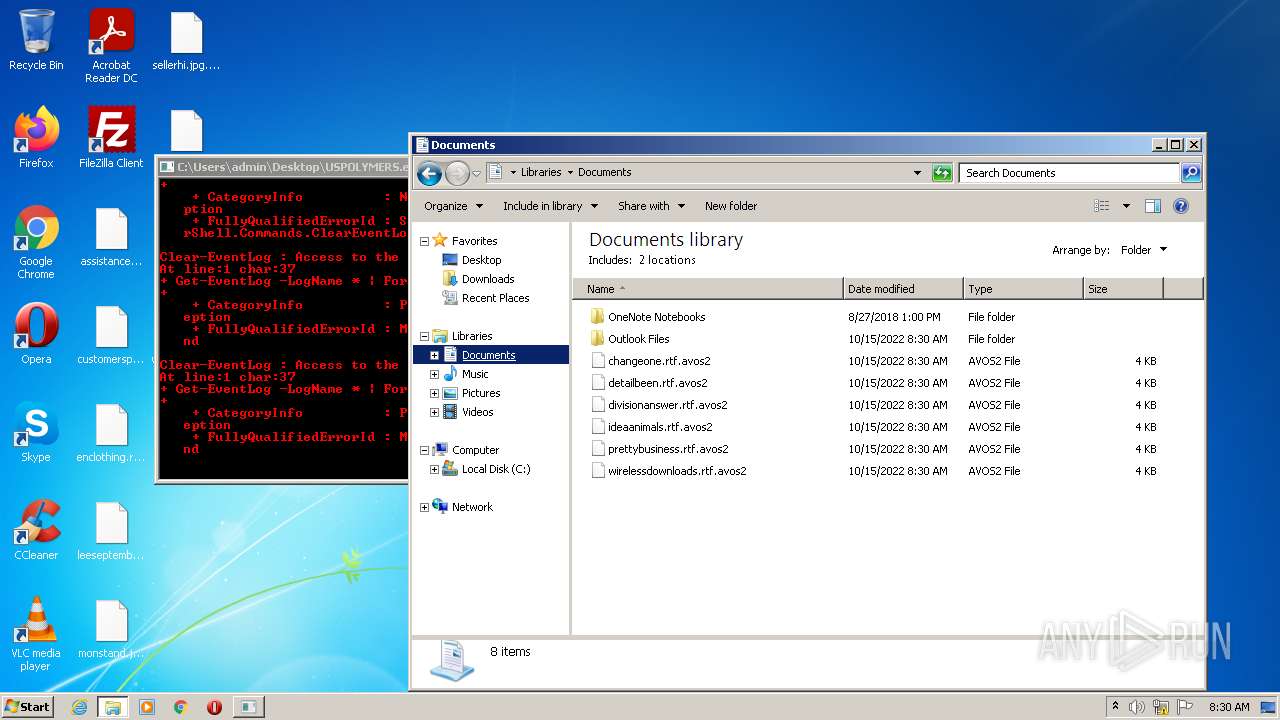 Recycle Bin
Acrobat
Reader DC
sellerhi.jpg....
Firefox
FileZilla Client
Google
Chrome
assistance...
Opera
customersp...
Skype
enclothing.r...
CCleaner
leeseptemb...
VLC media
player
monstand.j...
C:\Users\admin\Desktop\USPOLYMERS.e
+
+ CategoryInfo : N
ption
+ FullyQualifiedErrorId : S
rShell.Commands.ClearEventLo
Clear-EventLog : Access to the
At line:1 char:37
+ Get-EventLog -LogName * | For
+
+ CategoryInfo : P
eption
+ FullyQualifiedErrorId : M
nd
Clear-EventLog : Access to the
At line:1 char:37
+ Get-EventLog -LogName * | For
+
+ CategoryInfo : P
eption
+ FullyQualifiedErrorId : M
nd
Documents
Libraries Documents
Search Documents
Organize Include in library Share with New folder
Favorites
Desktop
Downloads
Recent Places
Libraries
Documents
Music
Pictures
Videos
Computer
Local Disk (C:)
Network
Documents library
Includes: 2 locations
Arrange by: Folder
Name Date modified Type Size
OneNote Notebooks 8/27/2018 1:00 PM File folder
Outlook Files 10/15/2022 8:30 AM File folder
charphone.rtf.avos2 10/15/2022 8:30 AM AVOS2 File 4 KB
detailmen.rtf.avos2 10/15/2022 8:30 AM AVOS2 File 4 KB
divisionanswer.rtf.avos2 10/15/2022 8:30 AM AVOS2 File 4 KB
ideaanimals.rtf.avos2 10/15/2022 8:30 AM AVOS2 File 4 KB
prettybusiness.rtf.avos2 10/15/2022 8:30 AM AVOS2 File 4 KB
wirelessdownloads.rtf.avos2 10/15/2022 8:30 AM AVOS2 File 4 KB
8 items
ANY RUN
Start
8:30 AM